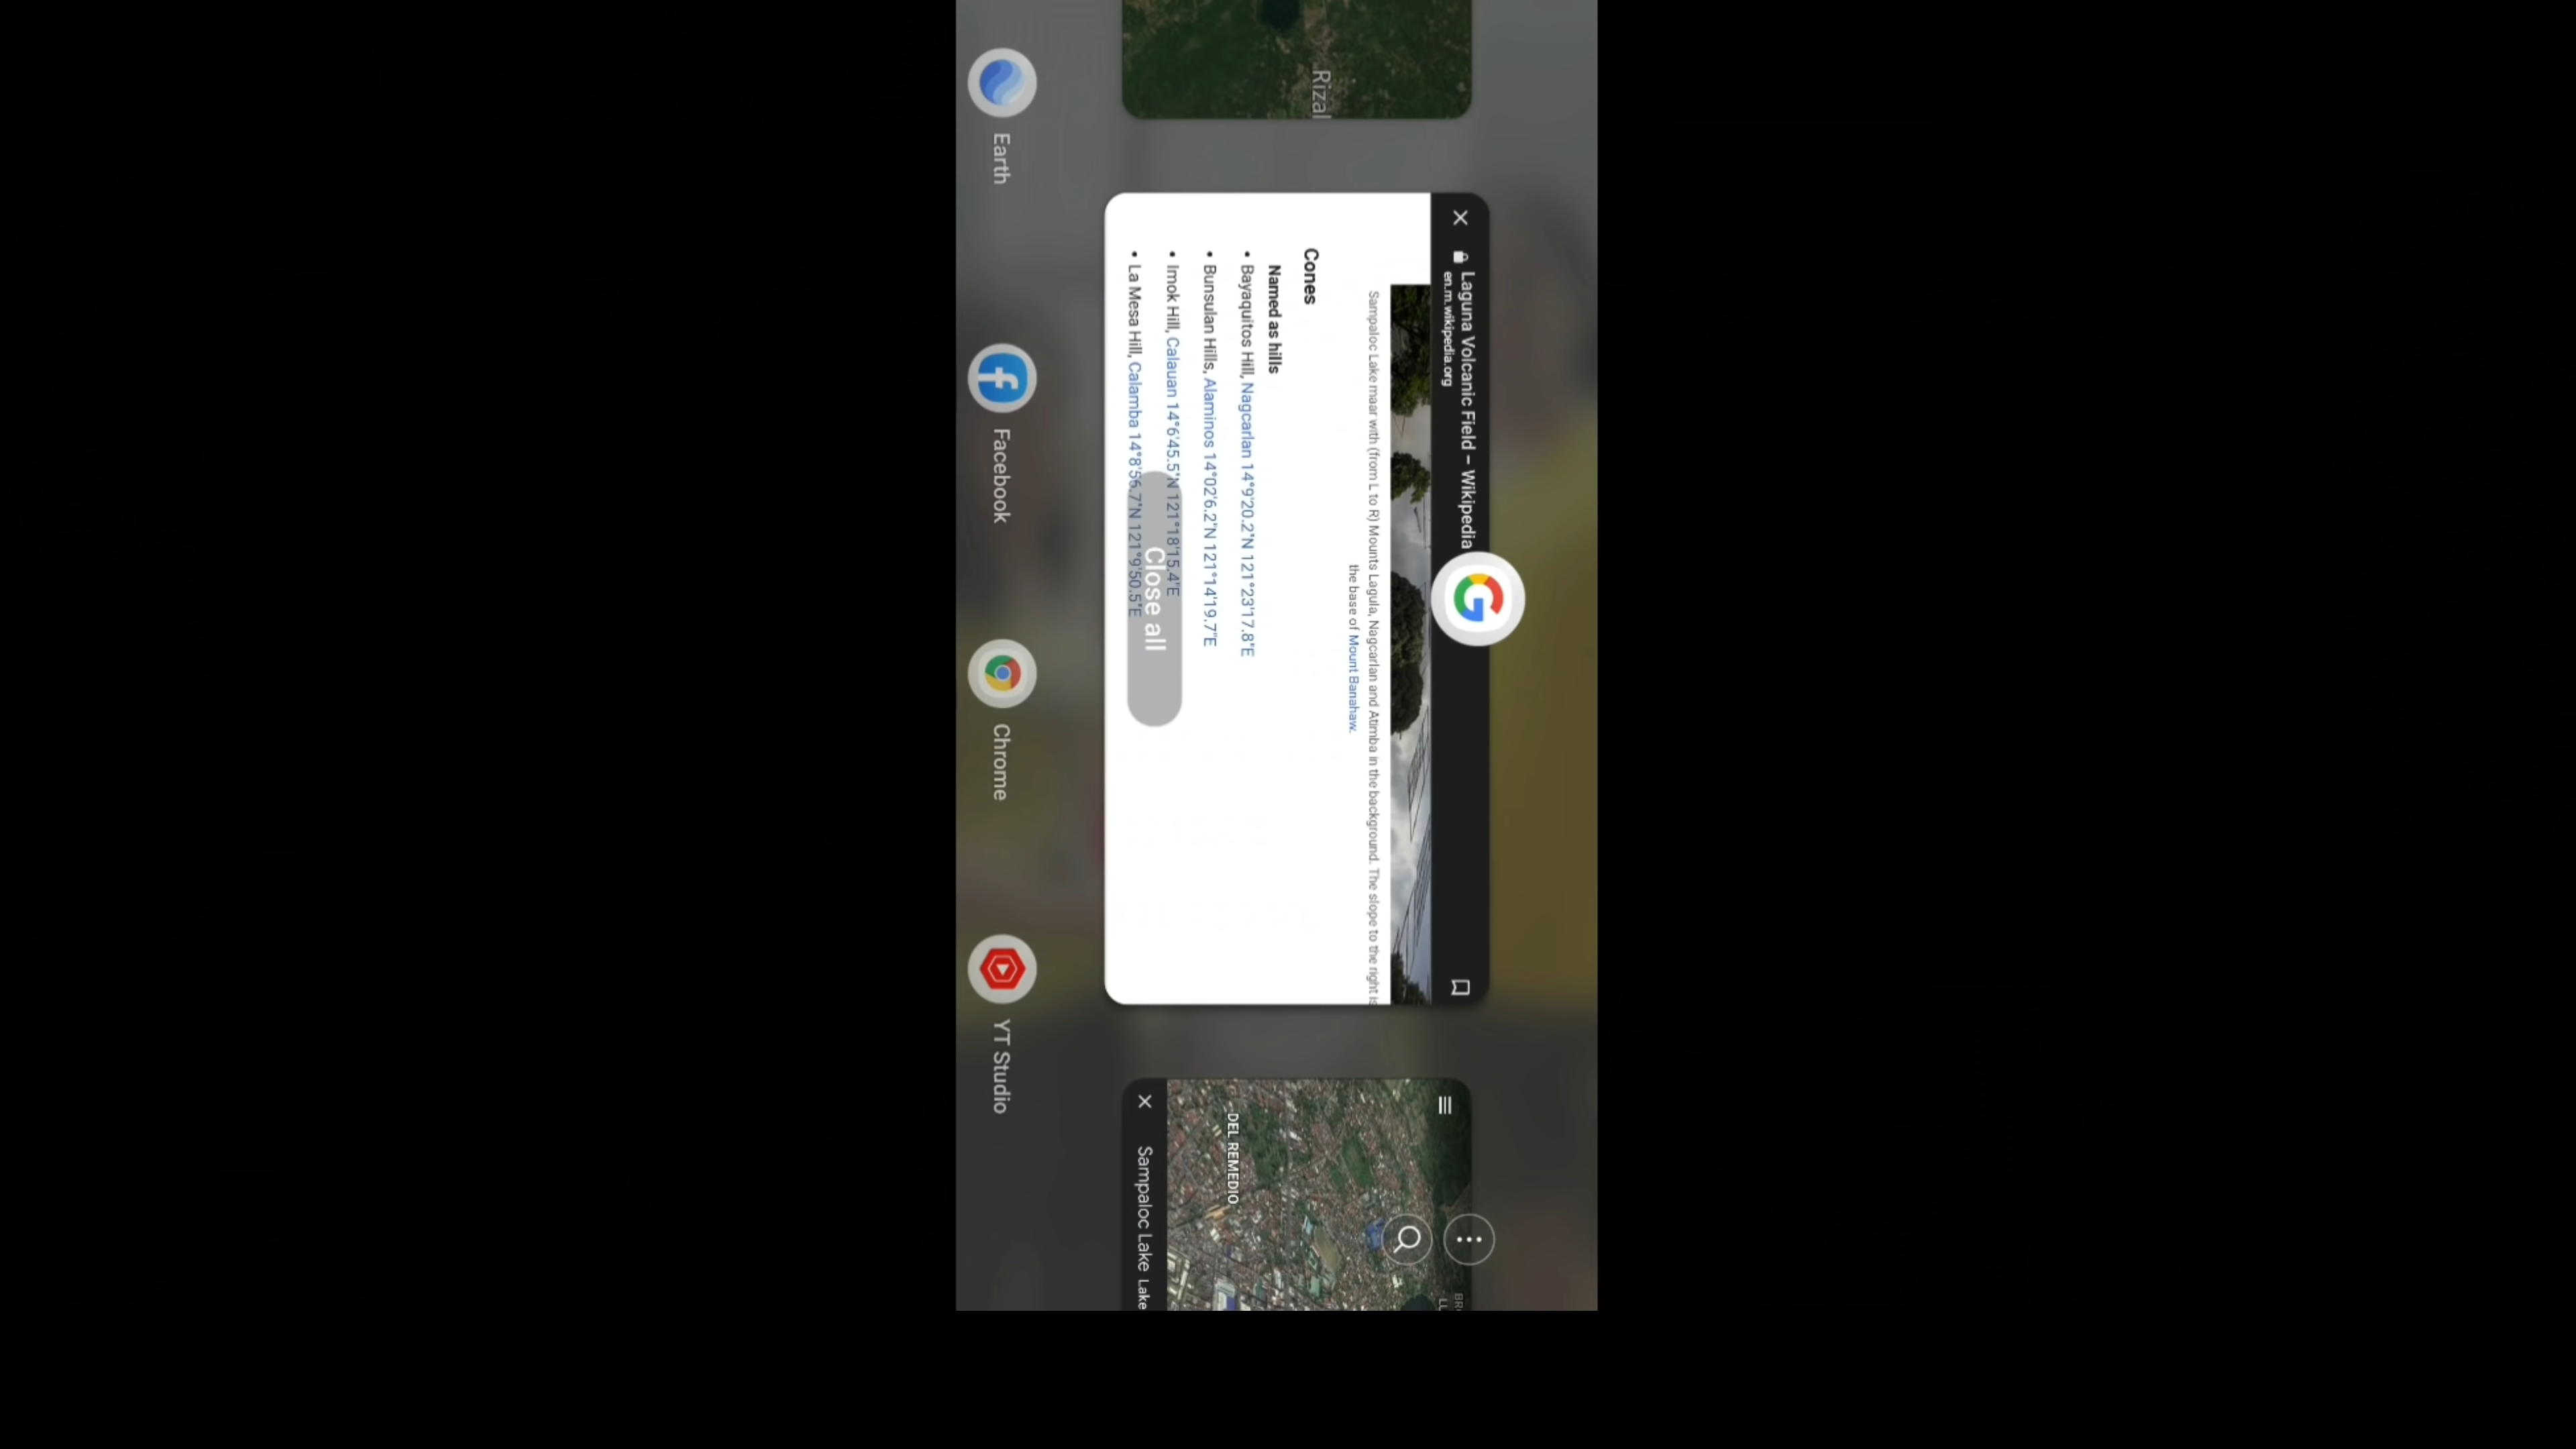 Rizal
Laguna Volcanic Field – Wikipedia
en.m.wikipedia.org
Sampaloc Lake maar with (from L to R) Mounts Lagula, Nagcarlan and Atimba in the background. The slope to the right is
the base of Mount Banahaw.
Cones
Named as hills
• Bayaquitos Hill, Nagcarlan 14°9'20.2"N 121°23'17.8"E
• Bunsulan Hills, Alaminos 14°02'6.2"N 121°14'19.7"E
• Imok Hill, Calauan 14°6'45.5"N 121°18'15.4"E
• La Mesa Hill, Calamba 14°8'56.7"N 121°9'50.5"E
Close all
DEL REMEDIO
Sampaloc Lake Lake
Earth
Facebook
Chrome
YT Studio